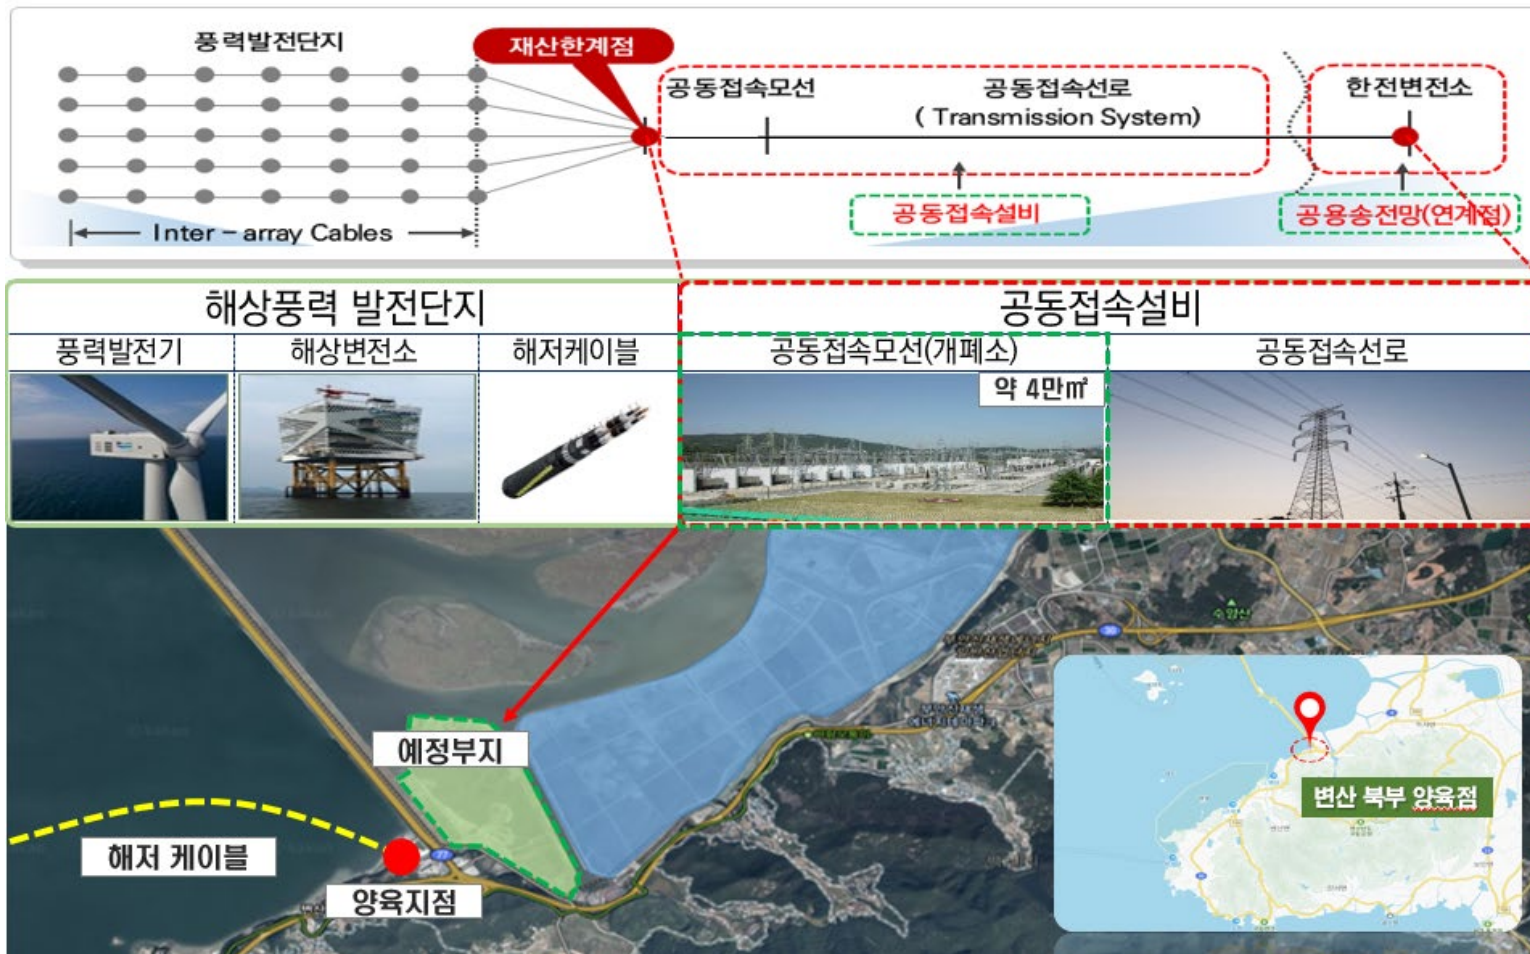 풍력발전단지
재산한계점
공동접속모선
공동접속선로
( Transmission System)
한전변전소
공동접속설비
공용송전망(연계점)
Inter - array Cables
해상풍력 발전단지
공동접속설비
풍력발전기
해상변전소
해저케이블
공동접속모선(개폐소)
공동접속선로
약 4만㎡
수양산
30
예정부지
변산 북부 양육점
해저 케이블
양육지점